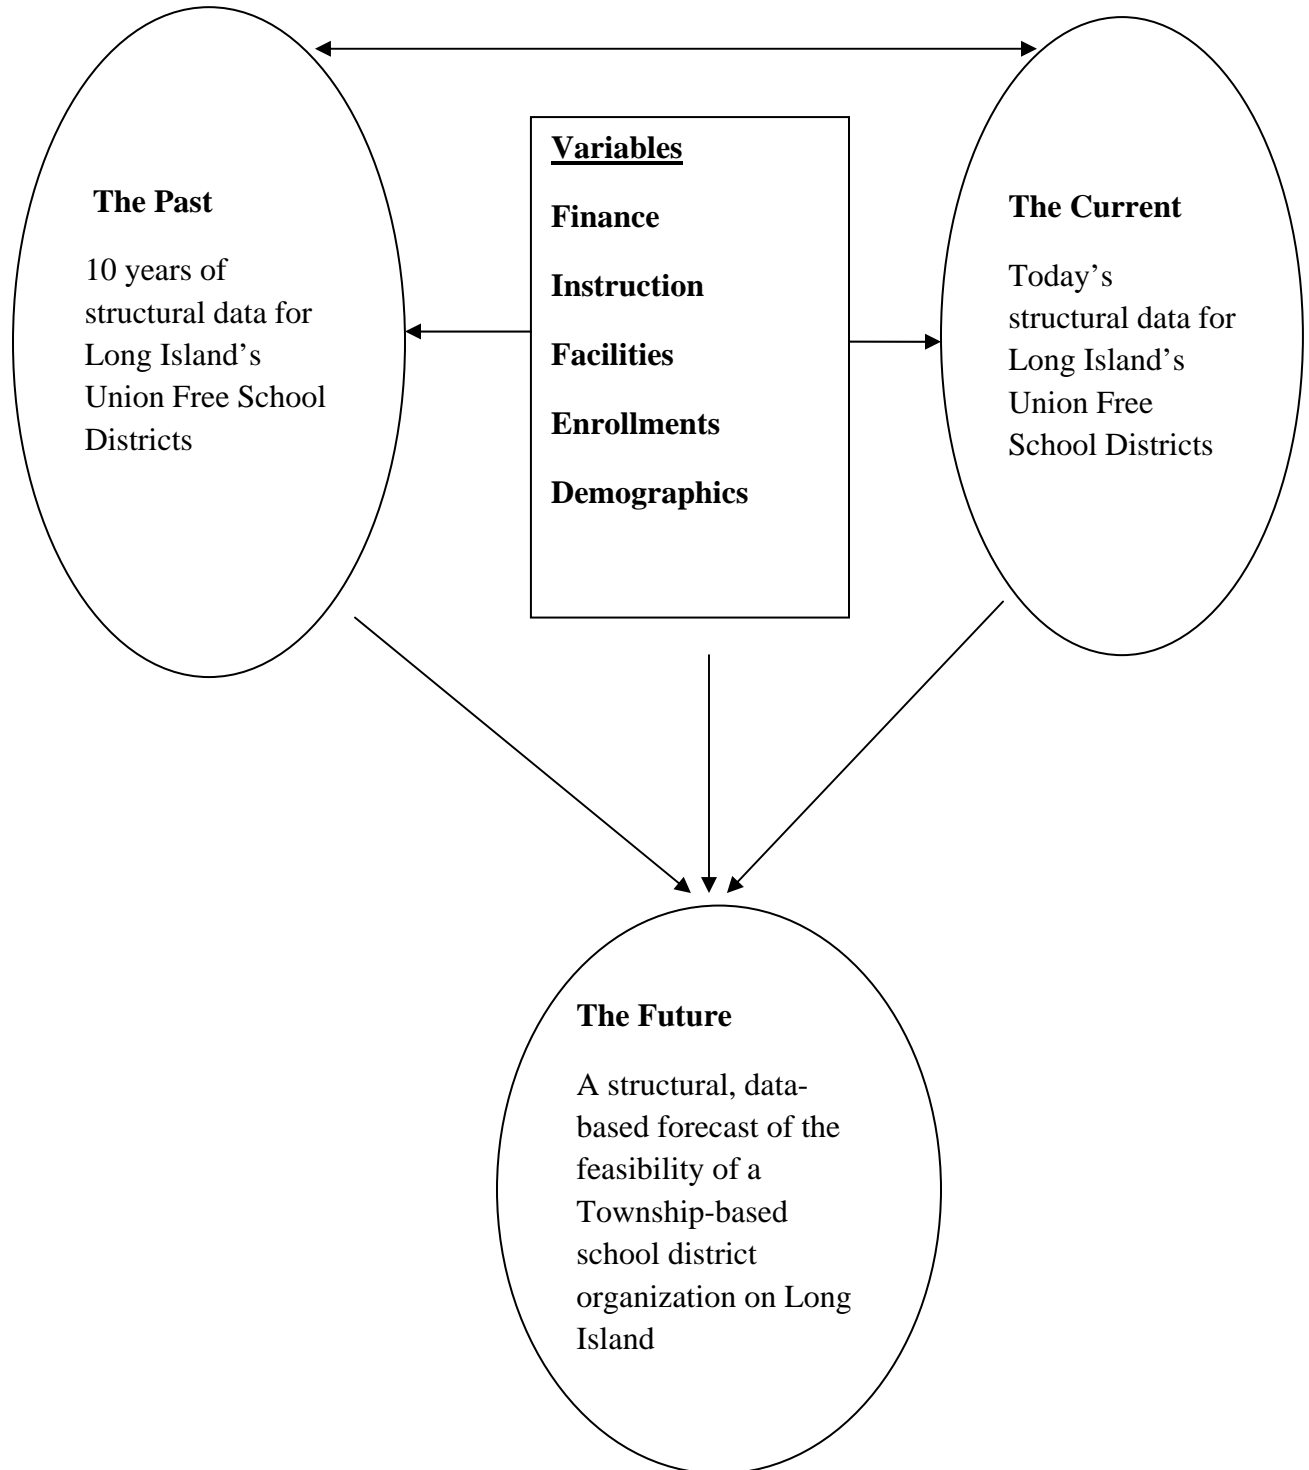 The Past
10 years of
structural data for
Long Island’s
Union Free School
Districts
Variables
Finance
Instruction
Facilities
Enrollments
Demographics
The Current
Today’s
structural data for
Long Island’s
Union Free
School Districts
The Future
A structural, data-
based forecast of the
feasibility of a
Township-based
school district
organization on Long
Island